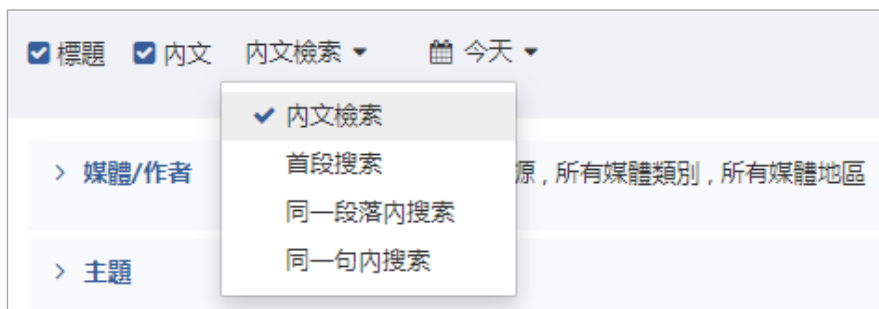 標題 內文 內文檢索 今天
內文檢索
首段搜索
同一段落內搜索
同一句內搜索
媒體/作者 源 , 所有媒體類別 , 所有媒體地區
主題